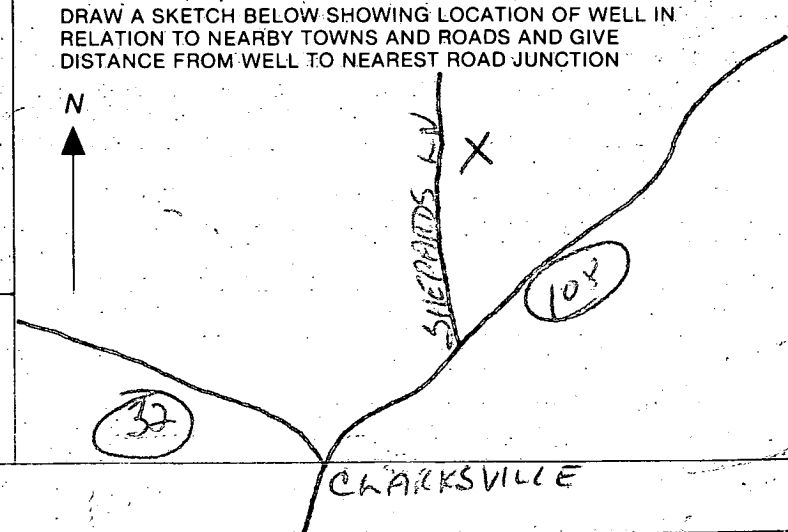 DRAW A SKETCH BELOW SHOWING LOCATION OF WELL IN
RELATION TO NEARBY TOWNS AND ROADS AND GIVE
DISTANCE FROM WELL TO NEAREST ROAD JUNCTION
N
SHEPARDS LN
X
108
32
CLARKSVILLE